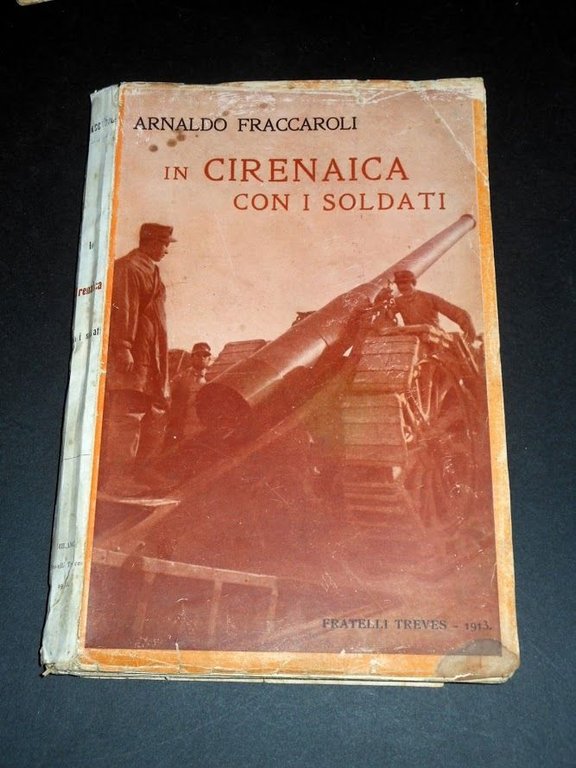 ARNALDO FRACCAROLI
IN CIRENAICA
CON I SOLDATI
FRATELLI TREVES - 1913.